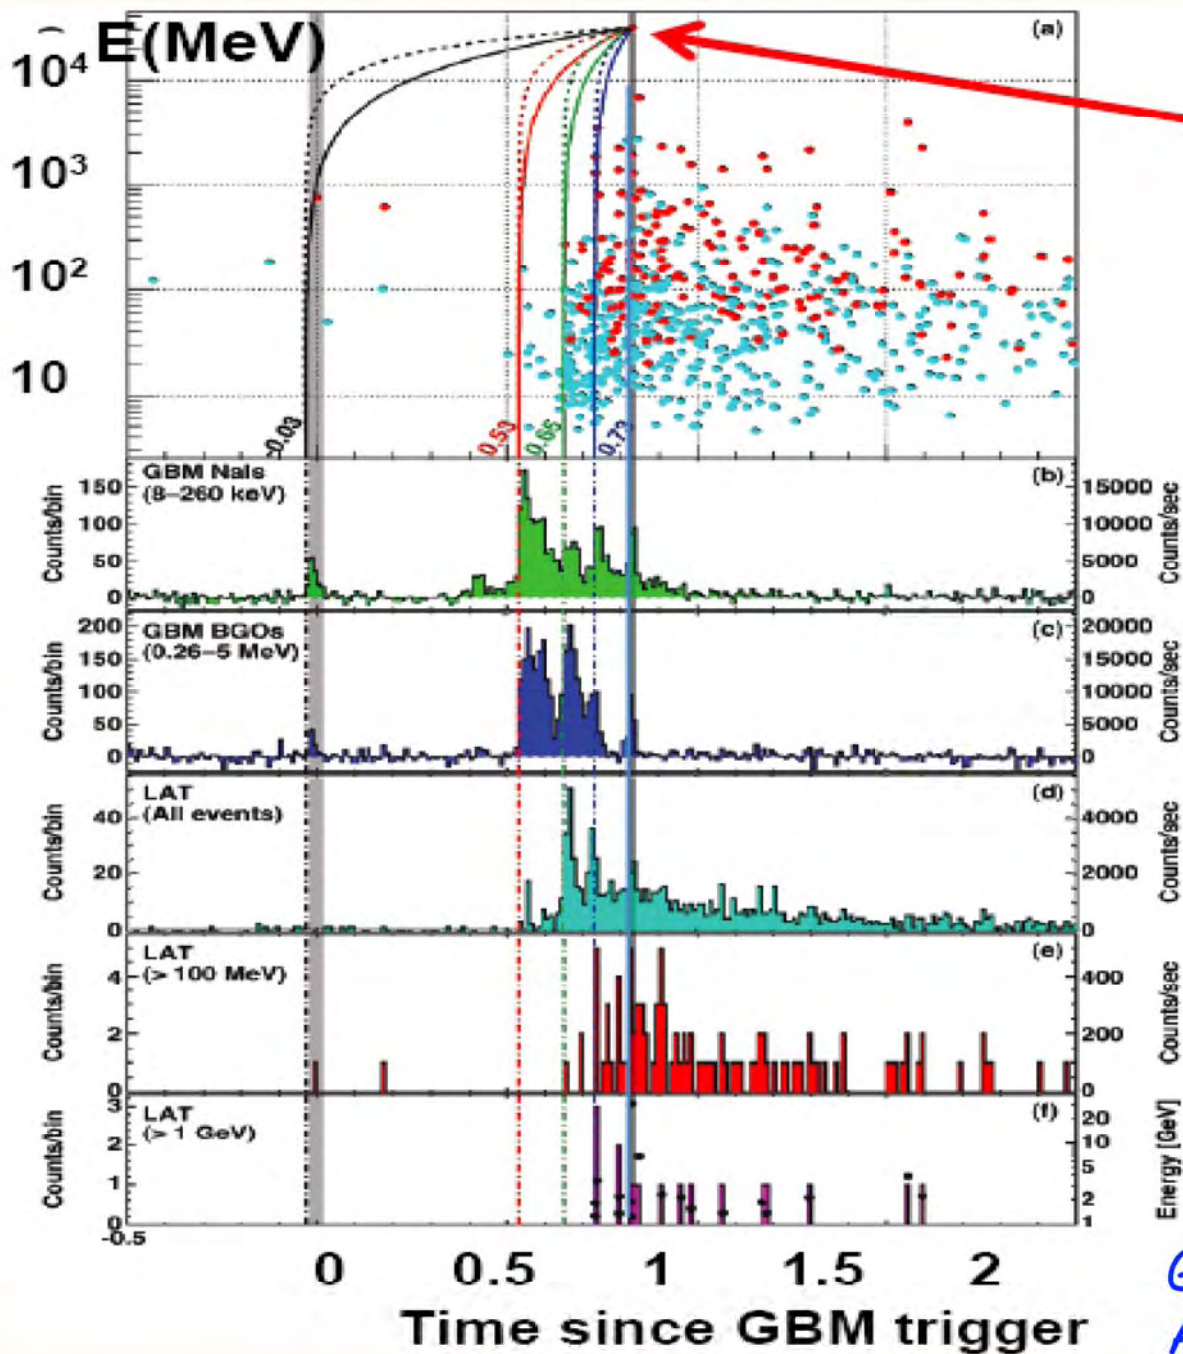 E(MeV)
(a)
10⁴
10³
10²
10
-0.03
0.53
0.65
0.73
GBM NaIs
(8–260 keV)
(b)
Counts/bin
150
100
50
0
15000
10000
5000
0
Counts/sec
GBM BGOs
(0.26–5 MeV)
(c)
Counts/bin
200
150
100
50
0
20000
15000
10000
5000
0
Counts/sec
LAT
(All events)
(d)
Counts/bin
40
20
0
4000
2000
0
Counts/sec
LAT
(> 100 MeV)
(e)
Counts/bin
4
2
0
400
200
0
Counts/sec
LAT
(> 1 GeV)
(f)
Counts/bin
3
2
1
0
20
10
5
2
1
Energy [GeV]
-0.5
0 0.5 1 1.5 2
Time since GBM trigger